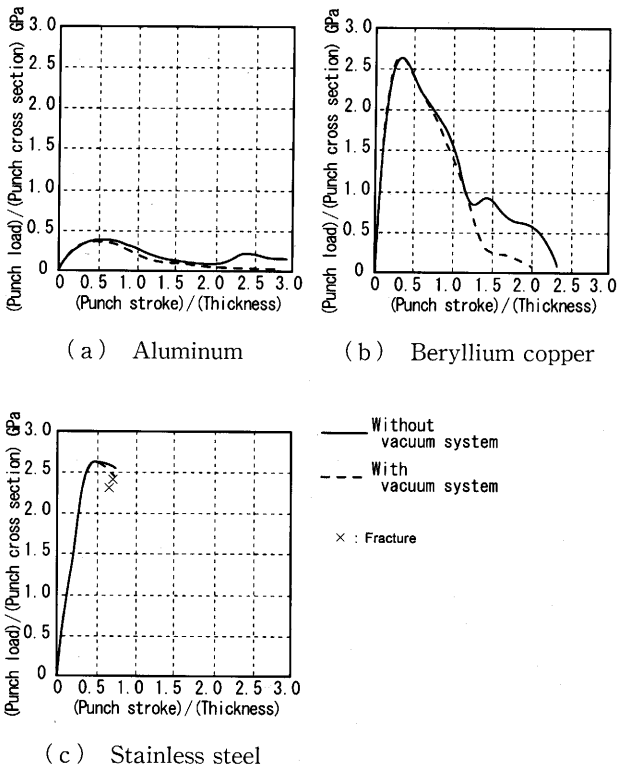 (Punch load)/(Punch cross section) GPa
3.0
2.5
2.0
1.5
1.0
0.5
0
0 0.5 1.0 1.5 2.0 2.5 3.0
(Punch stroke)/(Thickness)
(a) Aluminum
(Punch load)/(Punch cross section) GPa
3.0
2.5
2.0
1.5
1.0
0.5
0
0 0.5 1.0 1.5 2.0 2.5 3.0
(Punch stroke)/(Thickness)
(b) Beryllium copper
(Punch load)/(Punch cross section) GPa
3.0
2.5
2.0
1.5
1.0
0.5
0
0 0.5 1.0 1.5 2.0 2.5 3.0
(Punch stroke)/(Thickness)
(c) Stainless steel
Without
vacuum system
With
vacuum system
× : Fracture